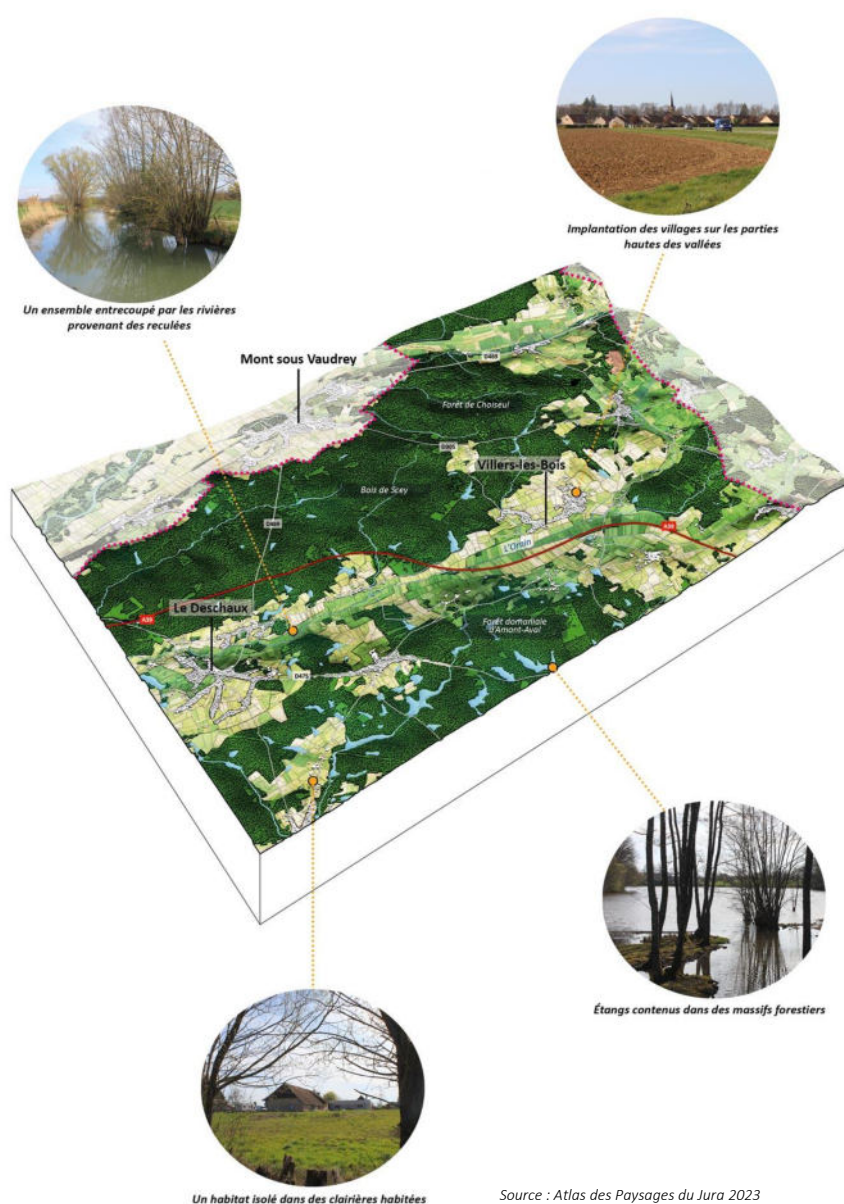 Implantation des villages sur les parties
hautes des vallées
Un ensemble entrecoupé par les rivières
provenant des reculées
Mont sous Vaudrey
D469
Forêt de Choiseul
D905
Villers-les-Bois
Bois de Scey
D469
A39
L'Orain
Le Deschaux
A39
Forêt domaniale
d'Amont-Aval
D475
Étangs contenus dans des massifs forestiers
Un habitat isolé dans des clairières habitées
Source : Atlas des Paysages du Jura 2023